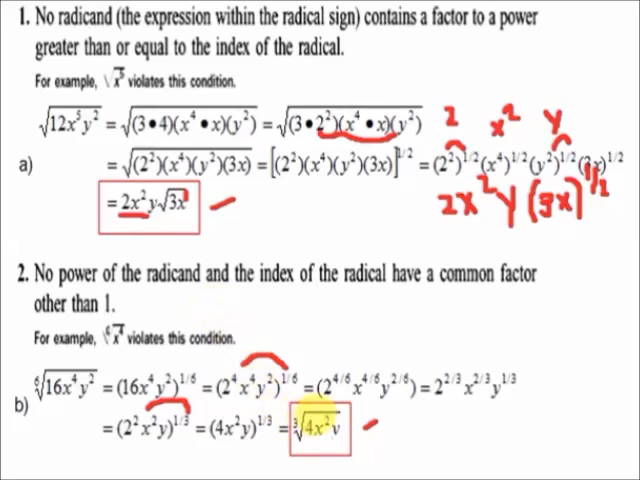 1. No radicand (the expression within the radical sign) contains a factor to a power
greater than or equal to the index of the radical.
For example, √x⁵ violates this condition.
√12x⁵y² = √(3•4)(x⁴•x)(y²) = √(3•2²)(x⁴•x)(y²) 2 x² y
a) = √(2²)(x⁴)(y²)(3x) = [(2²)(x⁴)(y²)(3x)]^1/2 = (2²)^1/2 (x⁴)^1/2 (y²)^1/2 (3x)^1/2
= 2x²y√3x 2x²y(3x)^1/2
2. No power of the radicand and the index of the radical have a common factor
other than 1.
For example, ⁶√x⁴ violates this condition.
b) ⁶√16x⁴y² = (16x⁴y²)^1/6 = (2⁴x⁴y²)^1/6 = (2^4/6 x^4/6 y^2/6) = 2^2/3 x^2/3 y^1/3
= (2²x²y)^1/3 = (4x²y)^1/3 = ³√4x²y